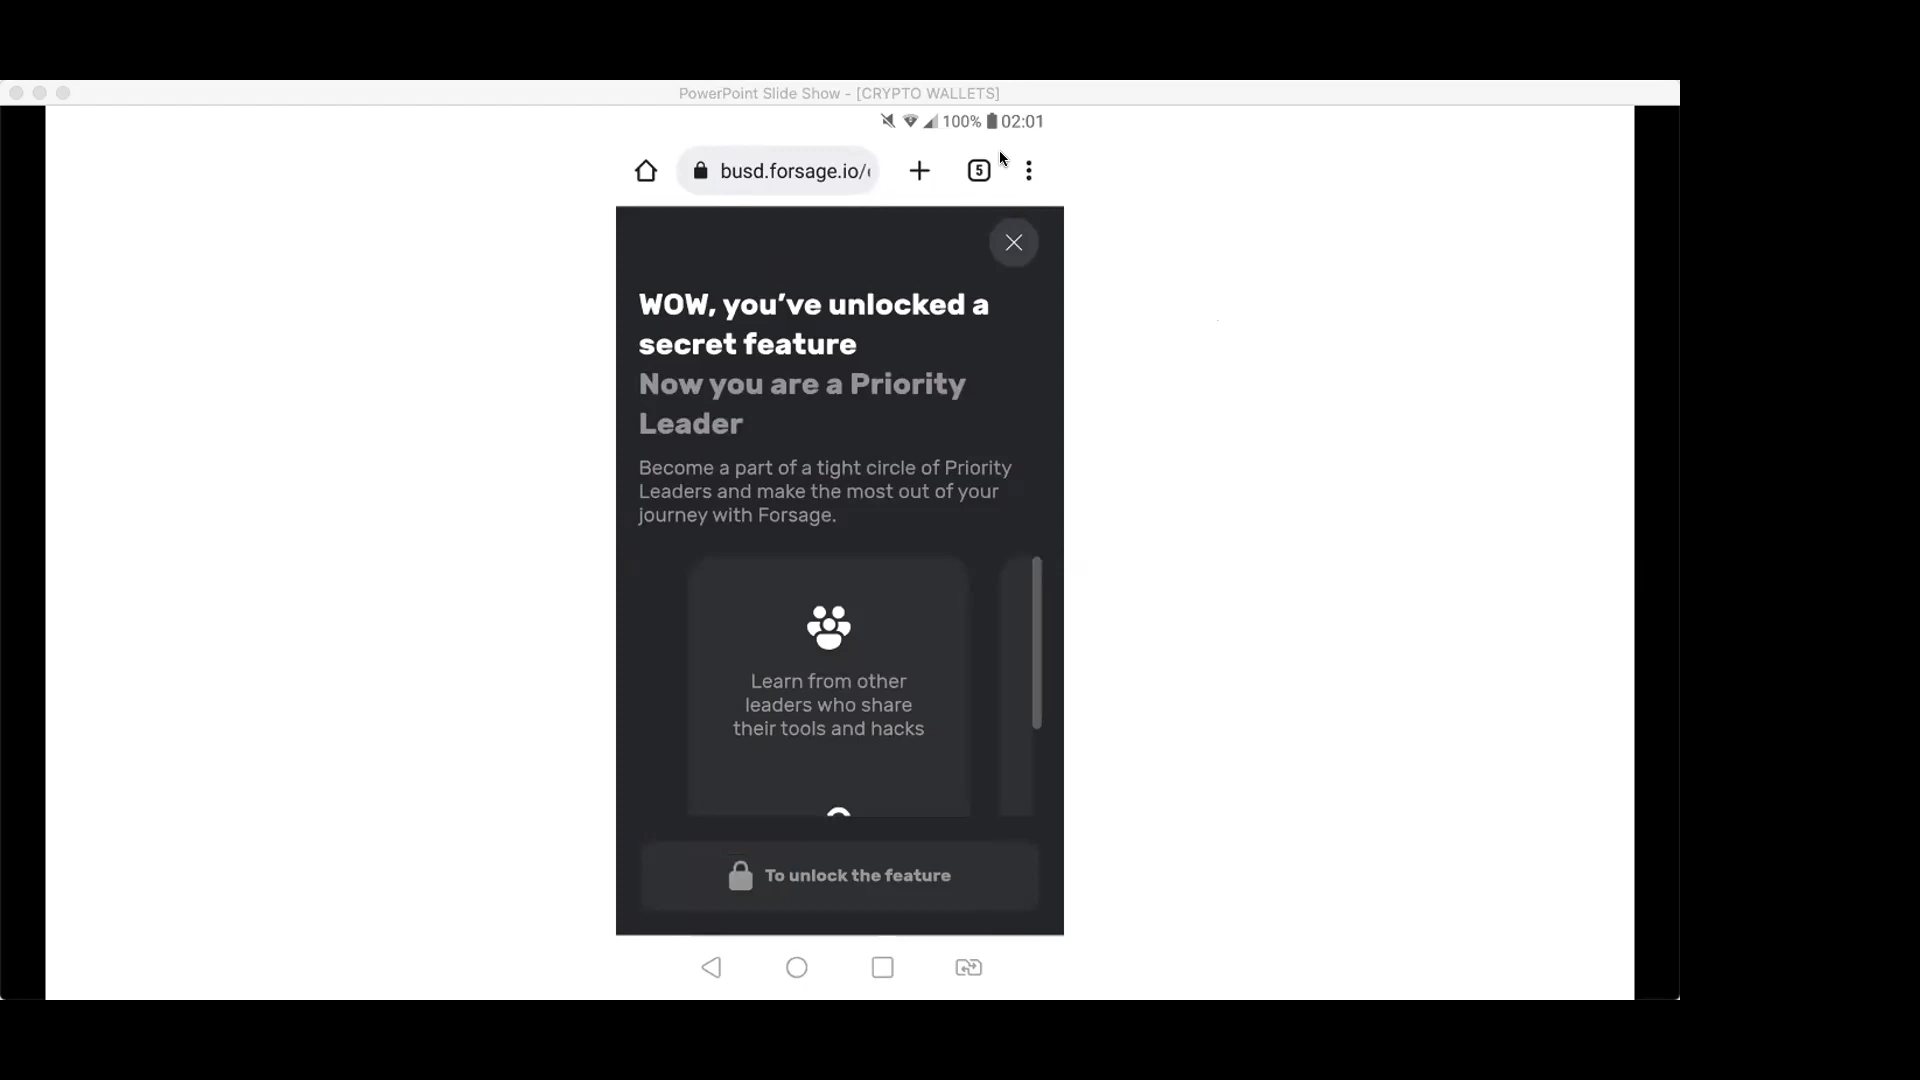 PowerPoint Slide Show - [CRYPTO WALLETS]
100% 02:01
busd.forsage.io/
5
WOW, you’ve unlocked a
secret feature
Now you are a Priority
Leader
Become a part of a tight circle of Priority
Leaders and make the most out of your
journey with Forsage.
Learn from other
leaders who share
their tools and hacks
To unlock the feature